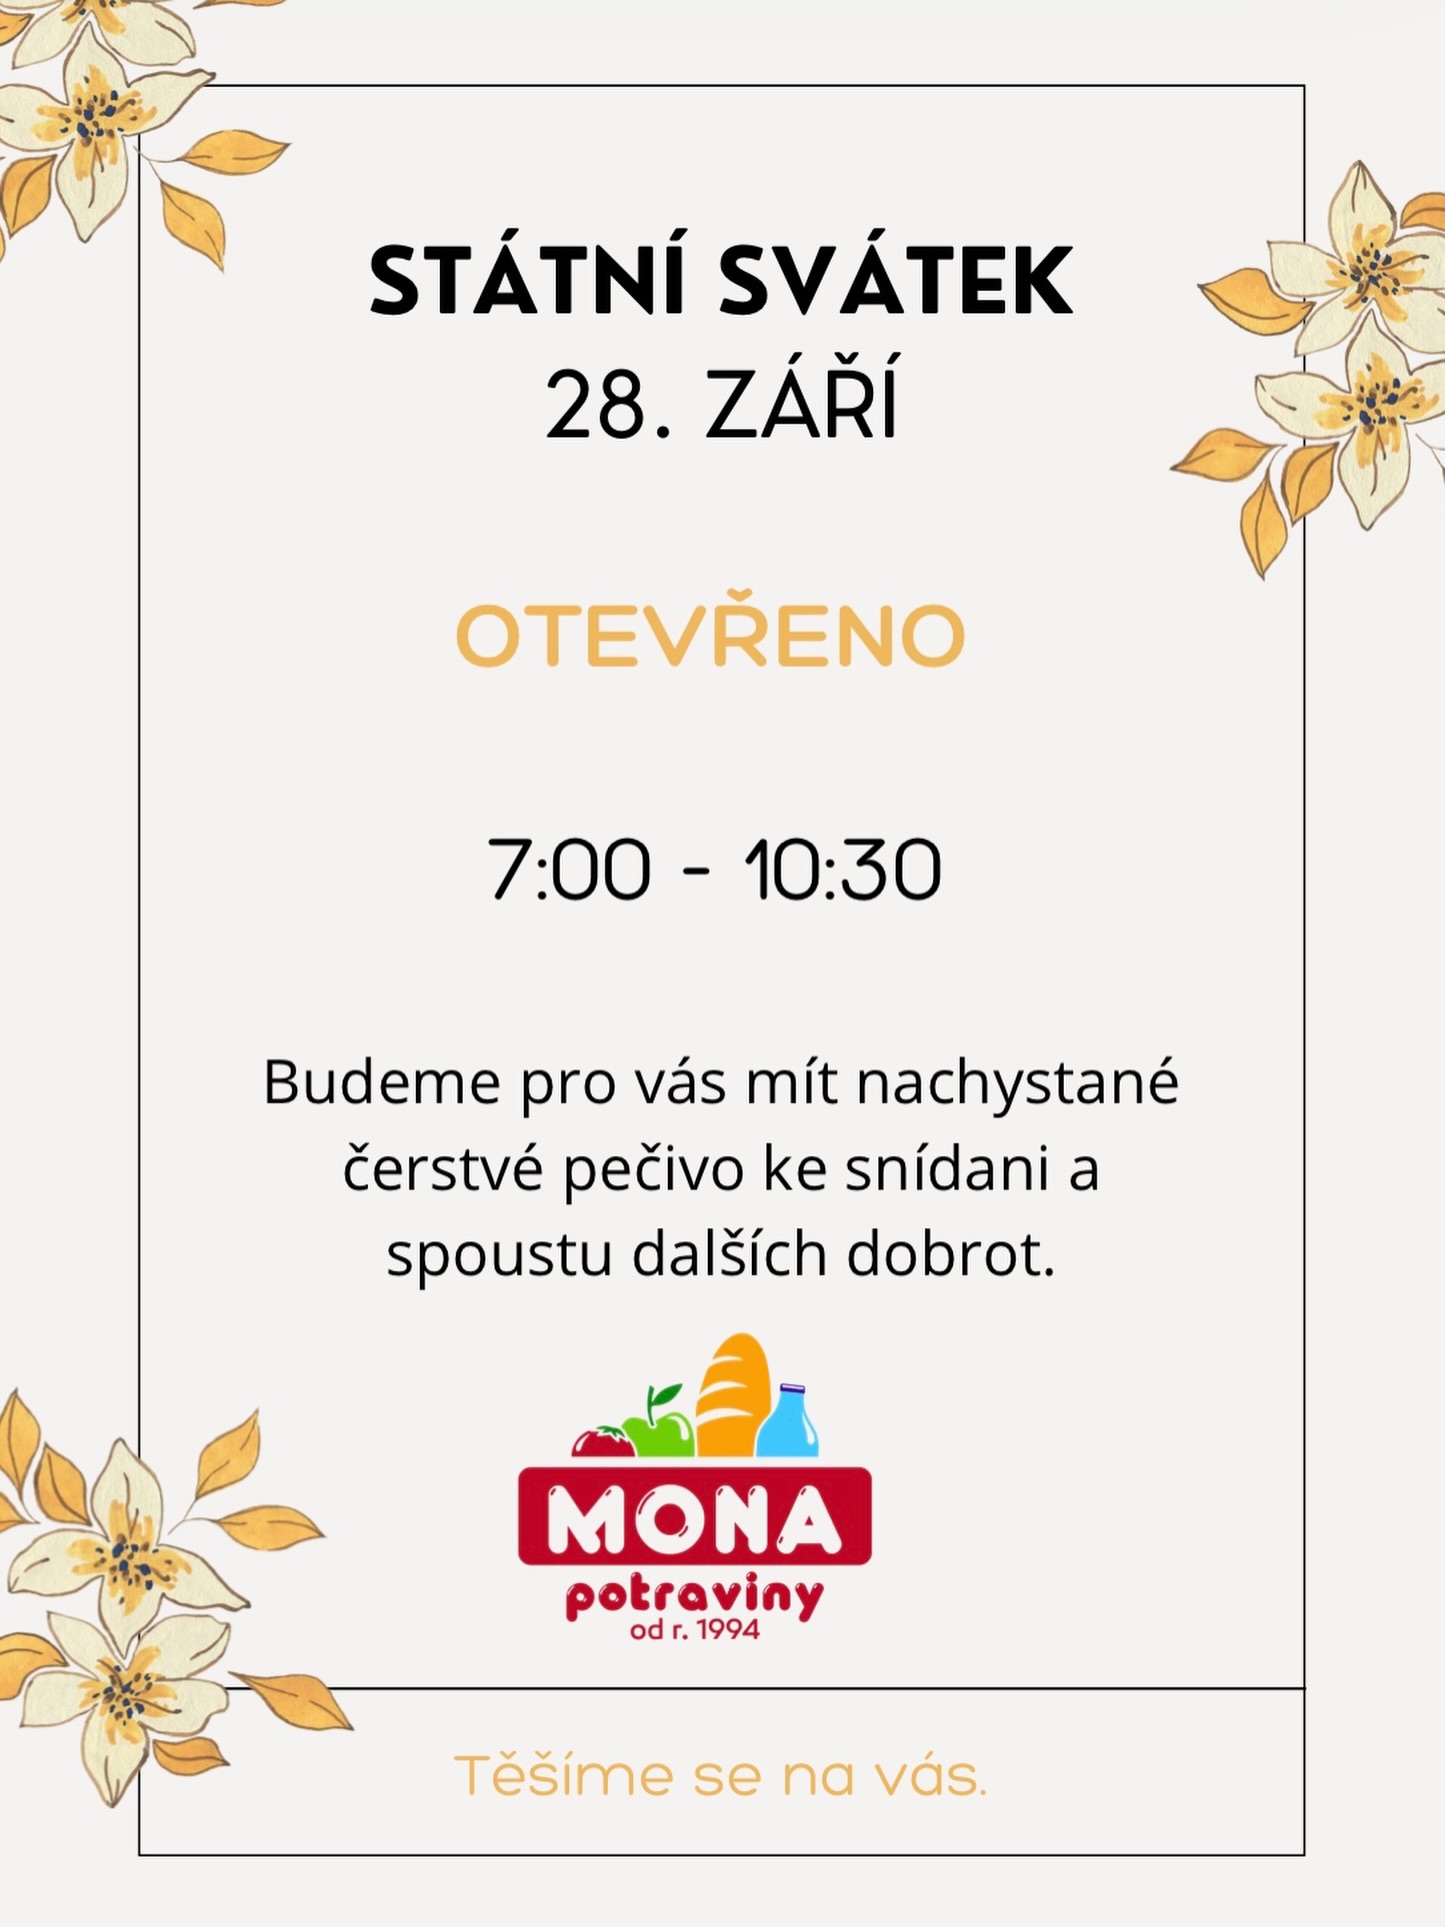 STÁTNÍ SVÁTEK
28. ZÁŘÍ
OTEVŘENO
7:00 - 10:30
Budeme pro vás mít nachystané
čerstvé pečivo ke snídani a
spoustu dalších dobrot.
MONA
potraviny
od r. 1994
Těšíme se na vás.